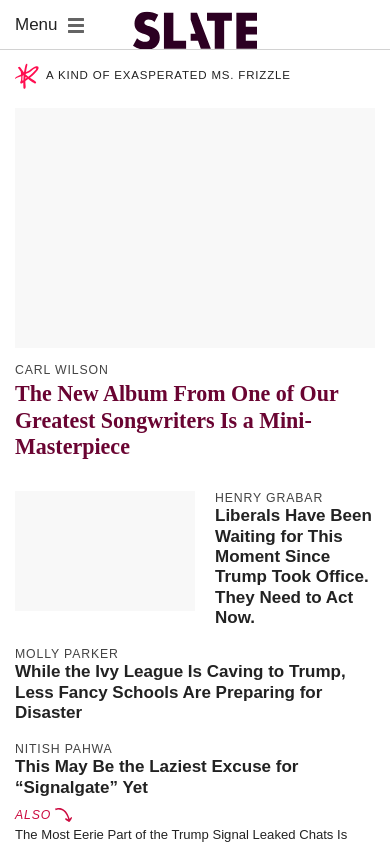 Menu
SLATE
A KIND OF EXASPERATED MS. FRIZZLE
CARL WILSON
The New Album From One of Our
Greatest Songwriters Is a Mini-
Masterpiece
HENRY GRABAR
Liberals Have Been
Waiting for This
Moment Since
Trump Took Office.
They Need to Act
Now.
MOLLY PARKER
While the Ivy League Is Caving to Trump,
Less Fancy Schools Are Preparing for
Disaster
NITISH PAHWA
This May Be the Laziest Excuse for
“Signalgate” Yet
ALSO
The Most Eerie Part of the Trump Signal Leaked Chats Is